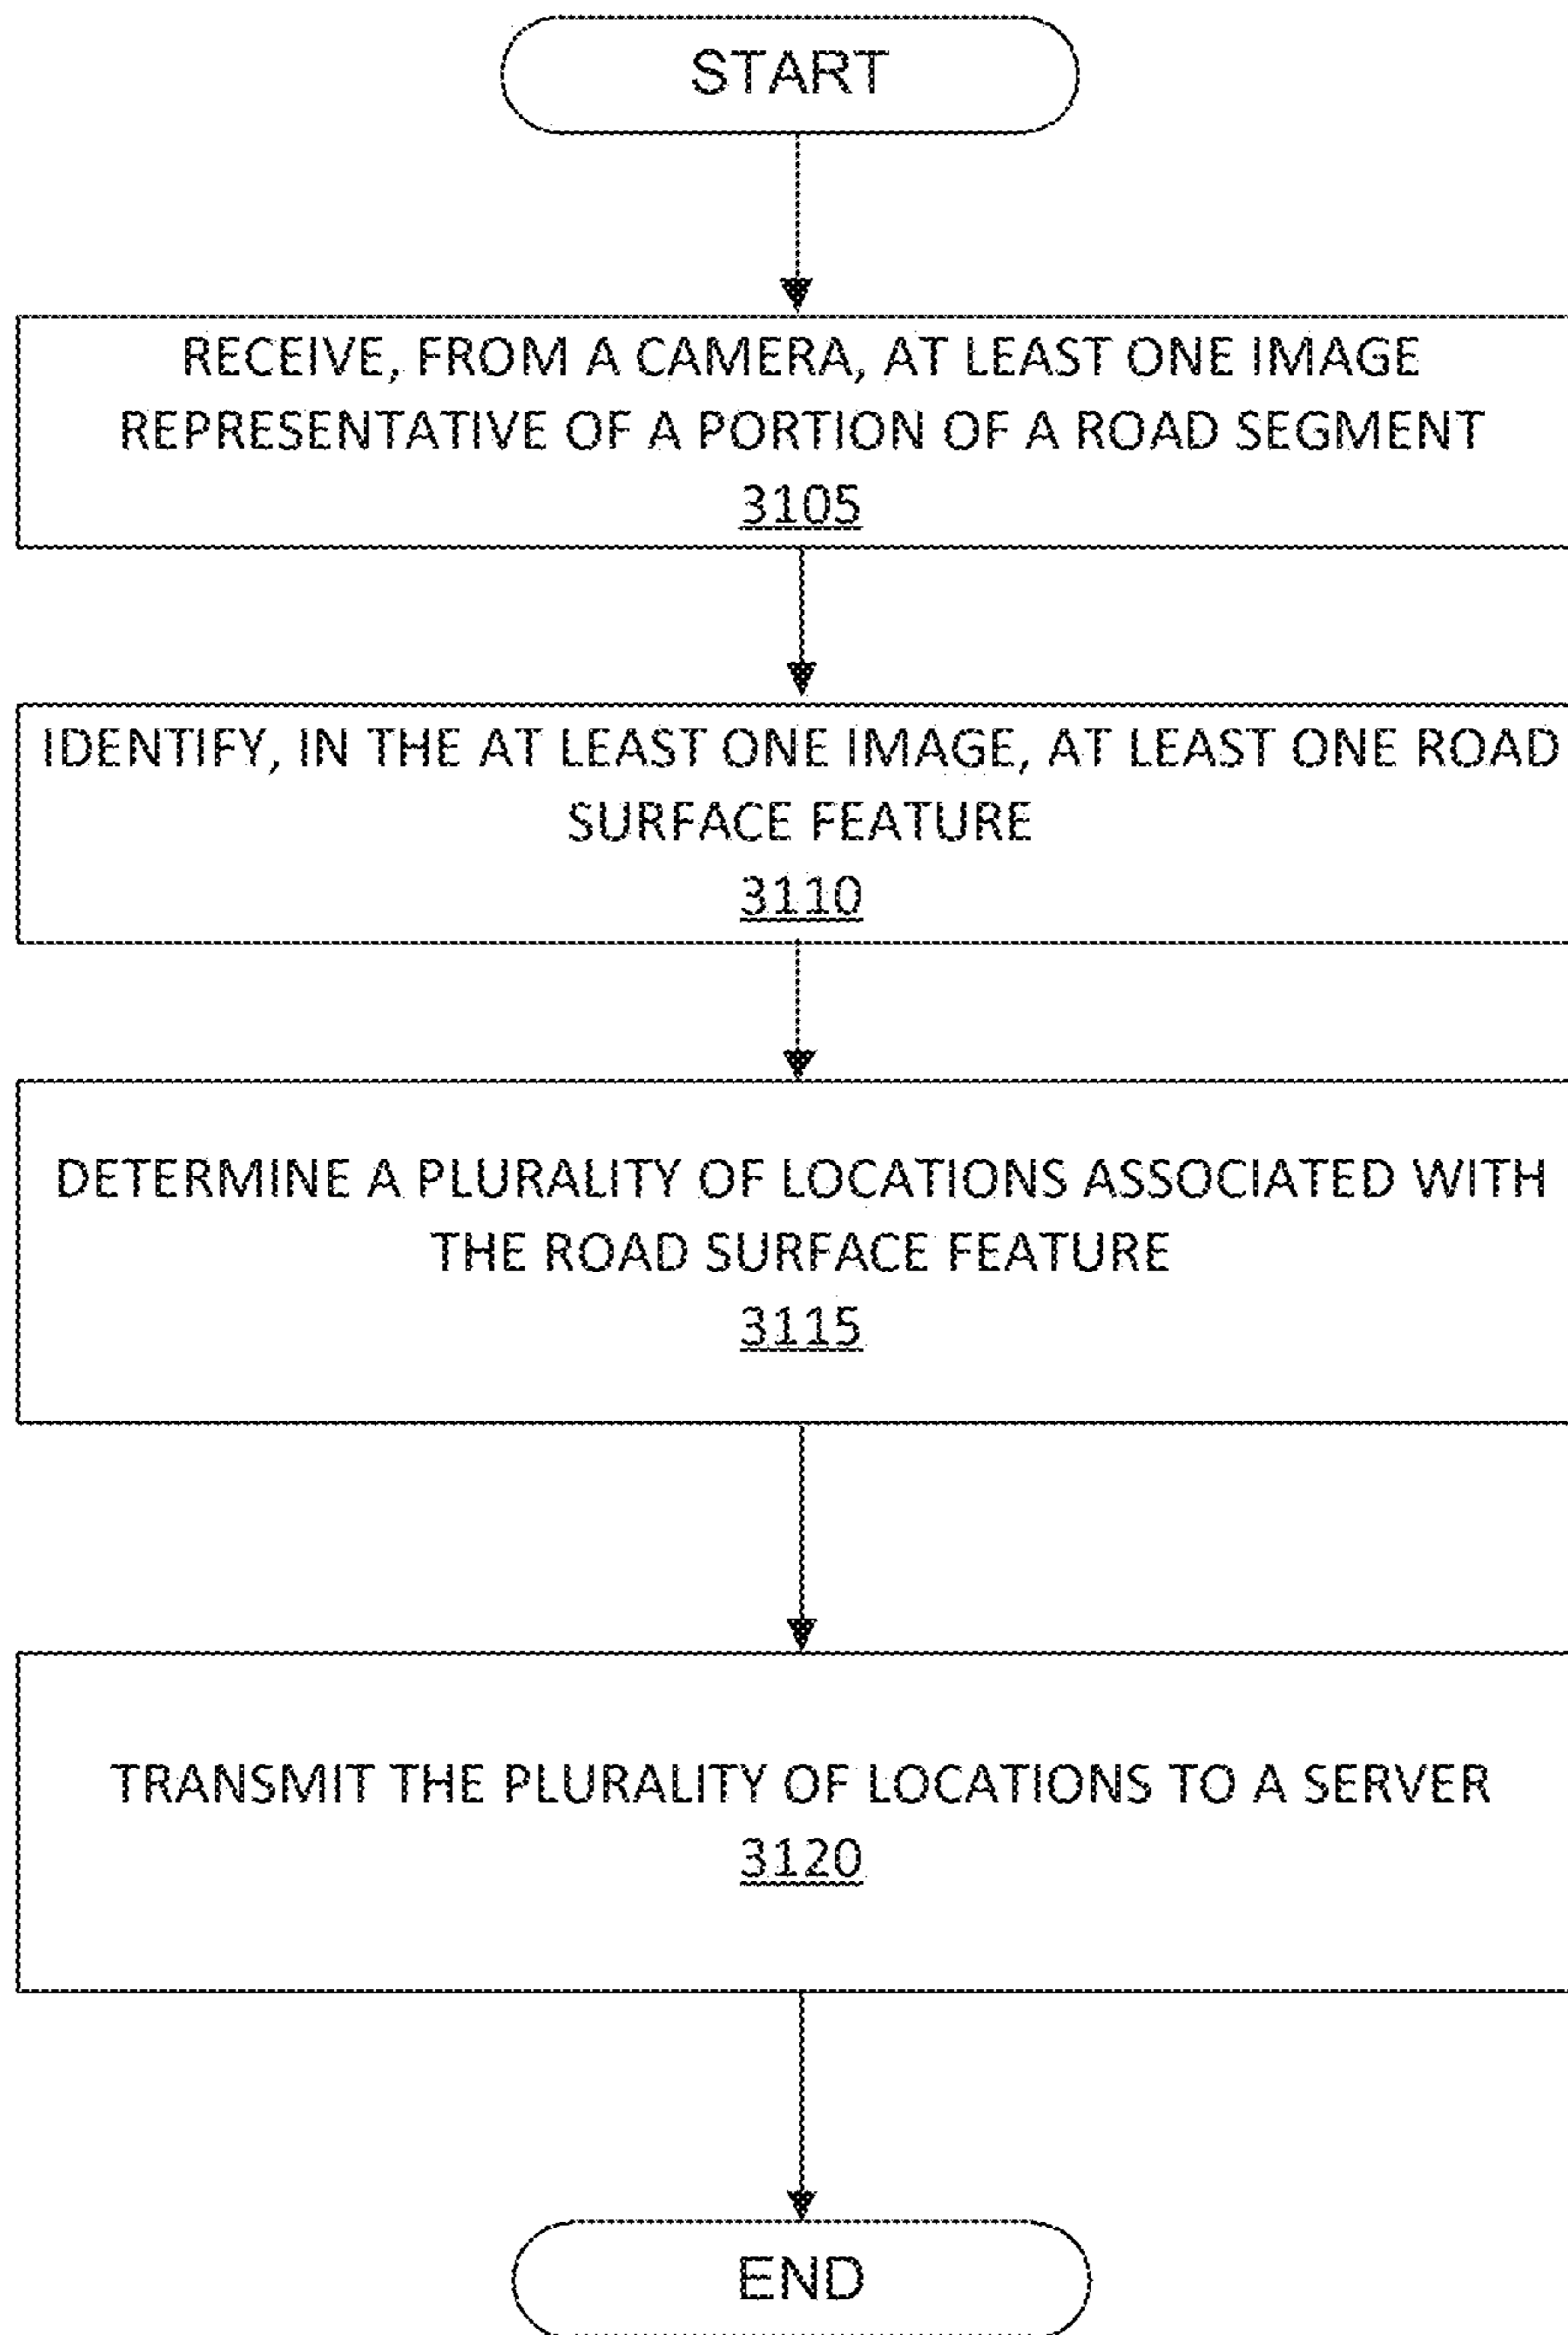 START
RECEIVE, FROM A CAMERA, AT LEAST ONE IMAGE
REPRESENTATIVE OF A PORTION OF A ROAD SEGMENT
3105
IDENTIFY, IN THE AT LEAST ONE IMAGE, AT LEAST ONE ROAD
SURFACE FEATURE
3110
DETERMINE A PLURALITY OF LOCATIONS ASSOCIATED WITH
THE ROAD SURFACE FEATURE
3115
TRANSMIT THE PLURALITY OF LOCATIONS TO A SERVER
3120
END